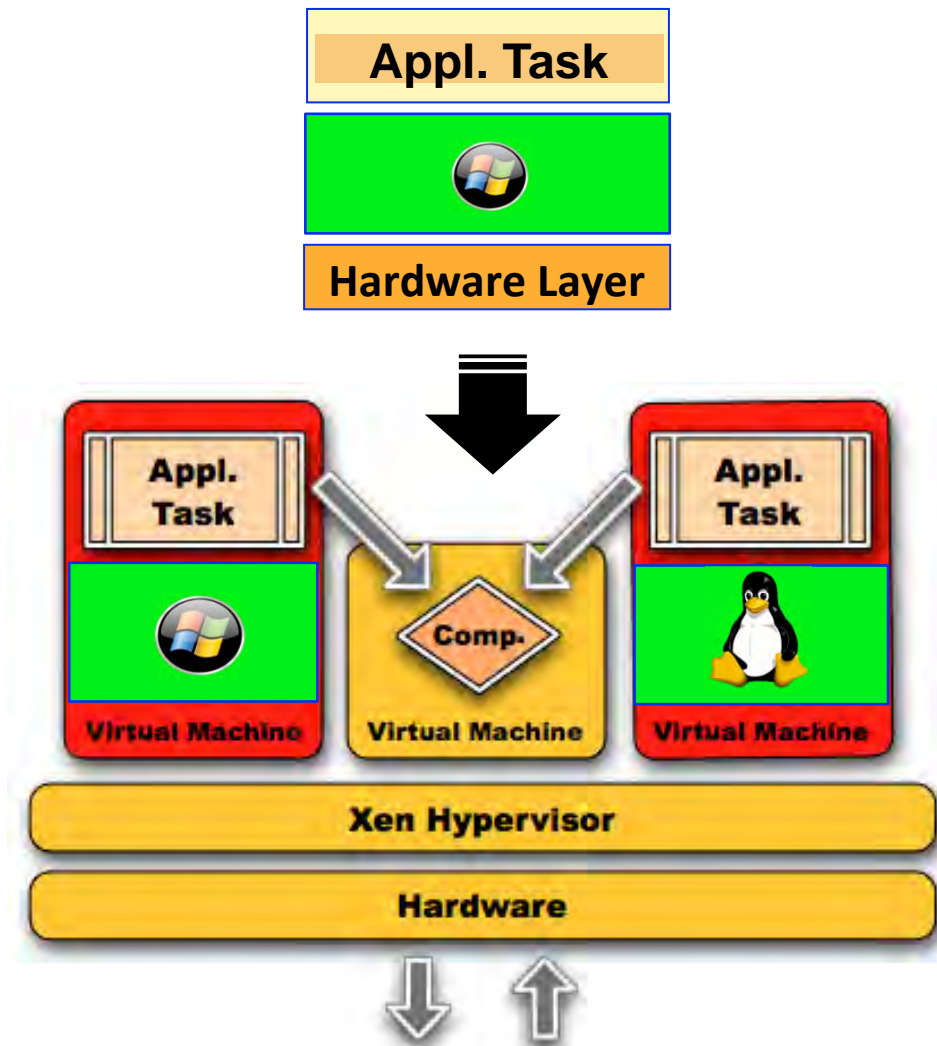 Appl. Task
Hardware Layer
Appl.
Task
Virtual Machine
Comp.
Virtual Machine
Appl.
Task
Virtual Machine
Xen Hypervisor
Hardware